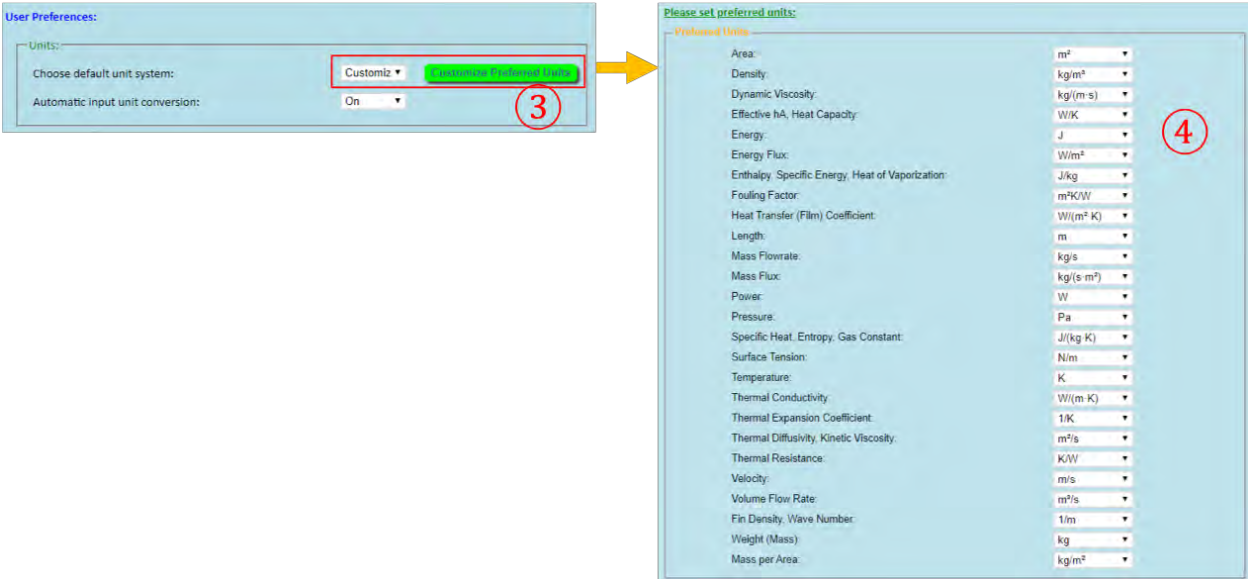 User Preferences:
Units:
Choose default unit system: Customiz ▼ Customize Preferred Units
Automatic input unit conversion: On ▼
③
Please set preferred units:
Preferred Units
Area: m² ▼
Density: kg/m³ ▼
Dynamic Viscosity: kg/(m·s) ▼
Effective hA, Heat Capacity: W/K ▼
Energy: J ▼
Energy Flux: W/m² ▼
Enthalpy, Specific Energy, Heat of Vaporization: J/kg ▼
Fouling Factor: m²K/W ▼
Heat Transfer (Film) Coefficient: W/(m²·K) ▼
Length: m ▼
Mass Flowrate: kg/s ▼
Mass Flux: kg/(s·m²) ▼
Power: W ▼
Pressure: Pa ▼
Specific Heat, Entropy, Gas Constant: J/(kg·K) ▼
Surface Tension: N/m ▼
Temperature: K ▼
Thermal Conductivity: W/(m·K) ▼
Thermal Expansion Coefficient: 1/K ▼
Thermal Diffusivity, Kinetic Viscosity: m²/s ▼
Thermal Resistance: K/W ▼
Velocity: m/s ▼
Volume Flow Rate: m³/s ▼
Fin Density, Wave Number: 1/m ▼
Weight (Mass): kg ▼
Mass per Area: kg/m² ▼
④